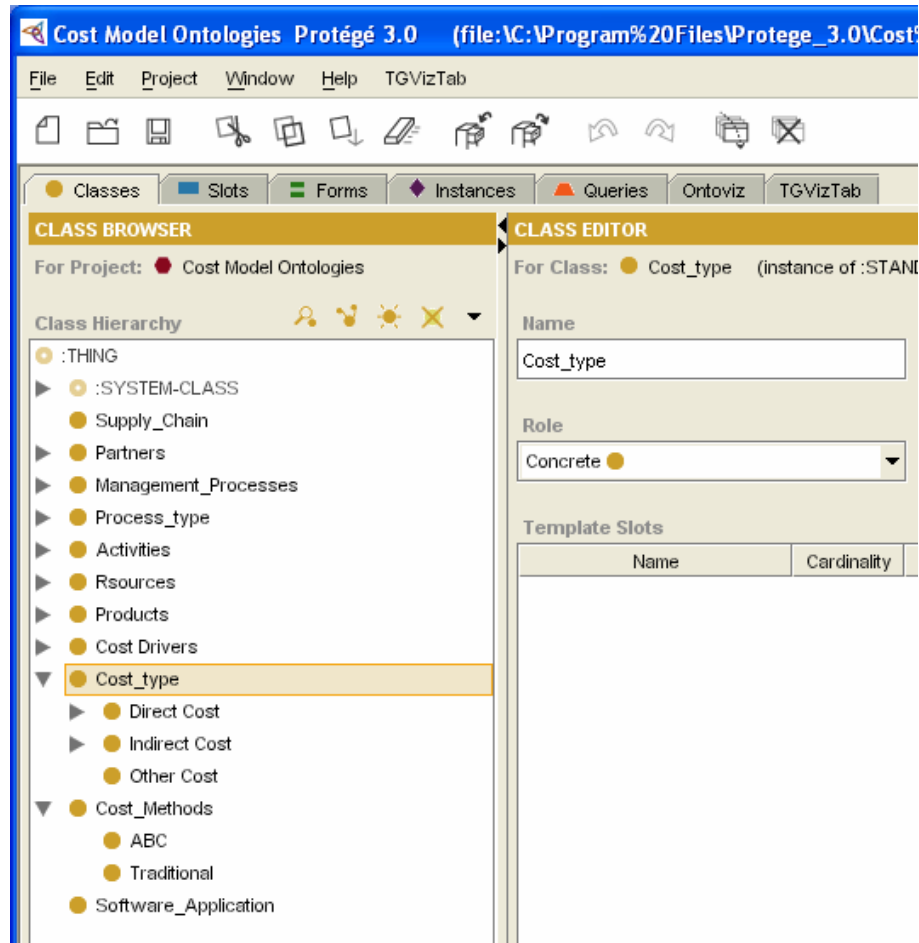 Cost Model Ontologies Protégé 3.0 (file:\C:\Program%20Files\Protege_3.0\Cost%
File Edit Project Window Help TGVizTab
Classes Slots Forms Instances Queries Ontoviz TGVizTab
CLASS BROWSER
For Project: Cost Model Ontologies
Class Hierarchy
:THING
:SYSTEM-CLASS
Supply_Chain
Partners
Management_Processes
Process_type
Activities
Rsources
Products
Cost Drivers
Cost_type
Direct Cost
Indirect Cost
Other Cost
Cost_Methods
ABC
Traditional
Software_Application
CLASS EDITOR
For Class: Cost_type (instance of :STAND
Name
Cost_type
Role
Concrete
Template Slots
Name Cardinality